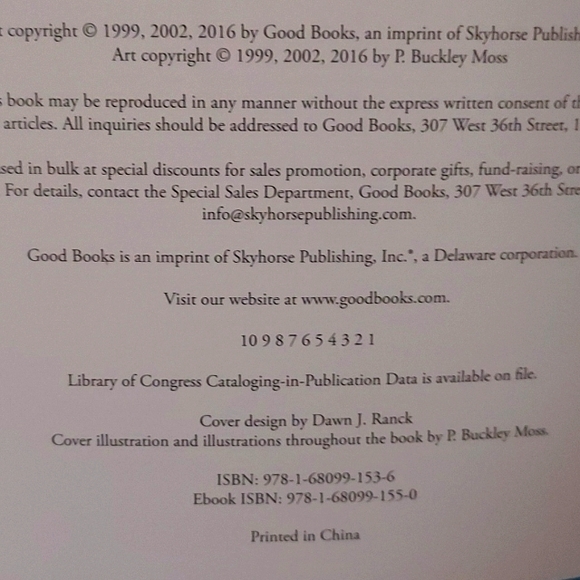 copyright © 1999, 2002, 2016 by Good Books, an imprint of Skyhorse Publish
Art copyright © 1999, 2002, 2016 by P. Buckley Moss
book may be reproduced in any manner without the express written consent of
articles. All inquiries should be addressed to Good Books, 307 West 36th Street, 1
sed in bulk at special discounts for sales promotion, corporate gifts, fund-raising, or
For details, contact the Special Sales Department, Good Books, 307 West 36th Stre
info@skyhorsepublishing.com.
Good Books is an imprint of Skyhorse Publishing, Inc.®, a Delaware corporation.
Visit our website at www.goodbooks.com.
10 9 8 7 6 5 4 3 2 1
Library of Congress Cataloging-in-Publication Data is available on file.
Cover design by Dawn J. Ranck
Cover illustration and illustrations throughout the book by P. Buckley Moss.
ISBN: 978-1-68099-153-6
Ebook ISBN: 978-1-68099-155-0
Printed in China